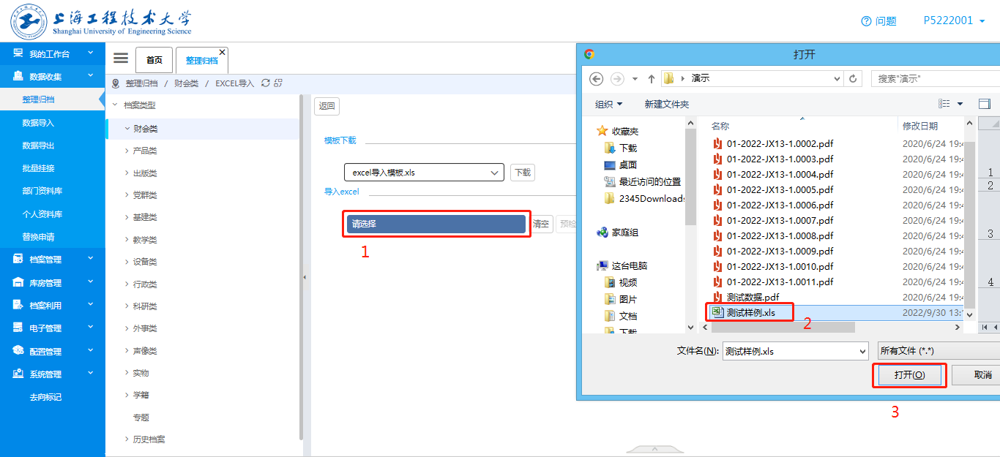 上海工程技术大学
Shanghai University of Engineering Science
问题
P5222001
我的工作台
数据收集
整理归档
数据导入
数据导出
批量挂接
部门资料库
个人资料库
替换申请
档案管理
库房管理
档案利用
电子管理
配置管理
系统管理
去向标记
首页
整理归档
整理归档 / 财会类 / EXCEL导入
档案类型
财会类
产品类
出版类
党群类
基建类
教学类
设备类
行政类
科研类
外事类
声像类
实物
学籍
专题
历史档案
返回
模板下载
excel导入模板.xls
下载
导入excel
请选择
清空
预检
1
打开
演示
搜索"演示"
组织
新建文件夹
收藏夹
下载
桌面
最近访问的位置
2345Downloads
家庭组
这台电脑
视频
图片
文档
下载
名称
修改日期
01-2022-JX13-1.0002.pdf 2020/6/24 19:4
01-2022-JX13-1.0003.pdf 2020/6/24 19:4
01-2022-JX13-1.0004.pdf 2020/6/24 19:4
01-2022-JX13-1.0005.pdf 2020/6/24 19:4
01-2022-JX13-1.0006.pdf 2020/6/24 19:4
01-2022-JX13-1.0007.pdf 2020/6/24 19:4
01-2022-JX13-1.0008.pdf 2020/6/24 19:4
01-2022-JX13-1.0009.pdf 2020/6/24 19:4
01-2022-JX13-1.0010.pdf 2020/6/24 19:4
01-2022-JX13-1.0011.pdf 2020/6/24 19:4
测试数据.pdf 2020/6/24 19:4
测试样例.xls 2022/9/30 13:1
2
1
2
3
4
文件名(N):
测试样例.xls
所有文件 (*.*)
打开(O)
取消
3